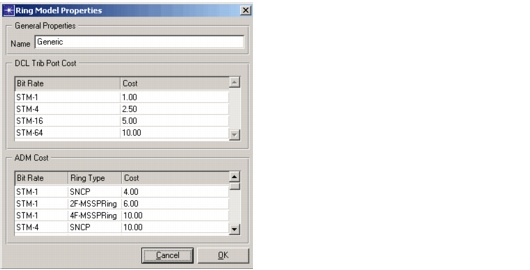 Ring Model Properties
General Properties
Name Generic
DCL Trib Port Cost
Bit Rate Cost
STM-1 1.00
STM-4 2.50
STM-16 5.00
STM-64 10.00
ADM Cost
Bit Rate Ring Type Cost
STM-1 SNCP 4.00
STM-1 2F-MSSPRing 6.00
STM-1 4F-MSSPRing 10.00
STM-4 SNCP 10.00
Cancel OK